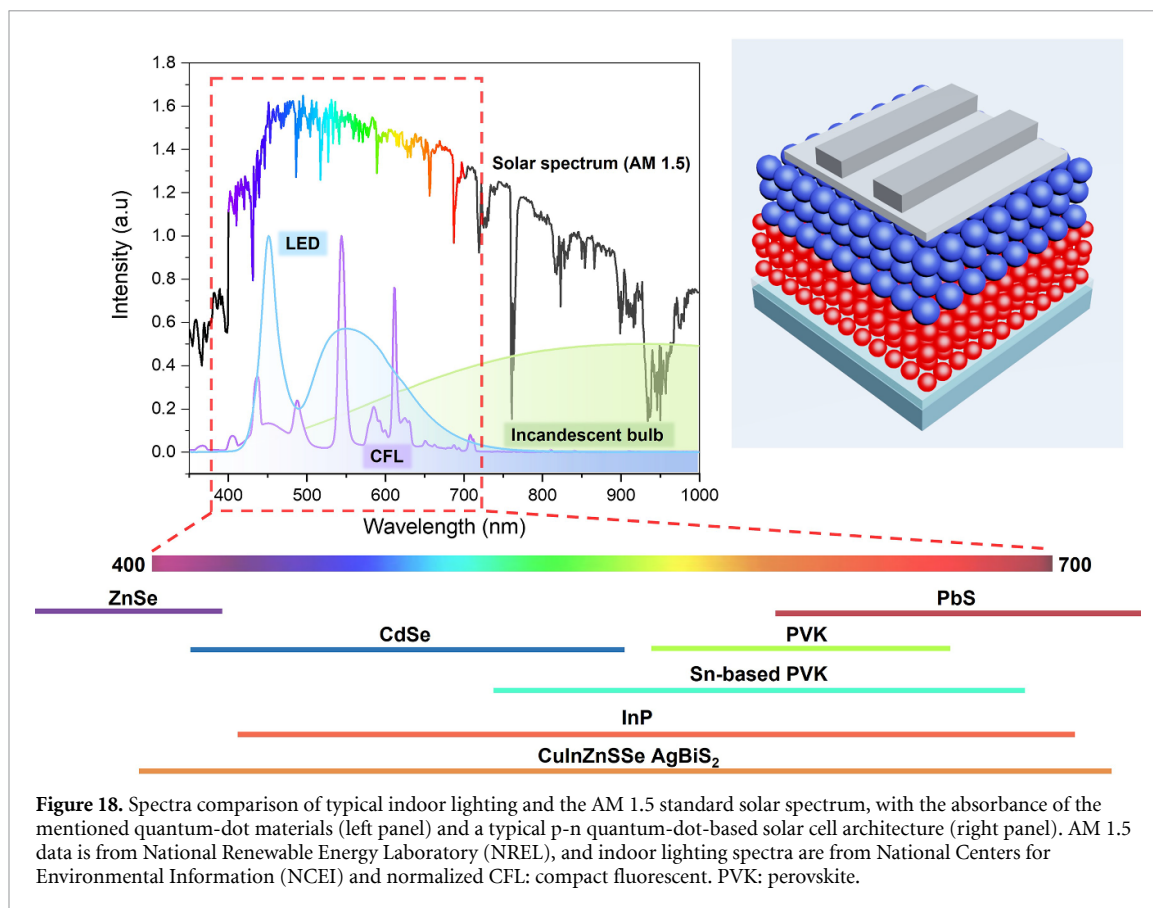 1.8
1.6
1.4
1.2
1.0
0.8
0.6
0.4
0.2
0.0
Intensity (a.u)
Solar spectrum (AM 1.5)
LED
CFL
Incandescent bulb
400 500 600 700 800 900 1000
Wavelength (nm)
400 700
ZnSe PbS
CdSe PVK
Sn-based PVK
InP
CuInZnSSe AgBiS₂
Figure 18. Spectra comparison of typical indoor lighting and the AM 1.5 standard solar spectrum, with the absorbance of the
mentioned quantum-dot materials (left panel) and a typical p-n quantum-dot-based solar cell architecture (right panel). AM 1.5
data is from National Renewable Energy Laboratory (NREL), and indoor lighting spectra are from National Centers for
Environmental Information (NCEI) and normalized CFL: compact fluorescent. PVK: perovskite.